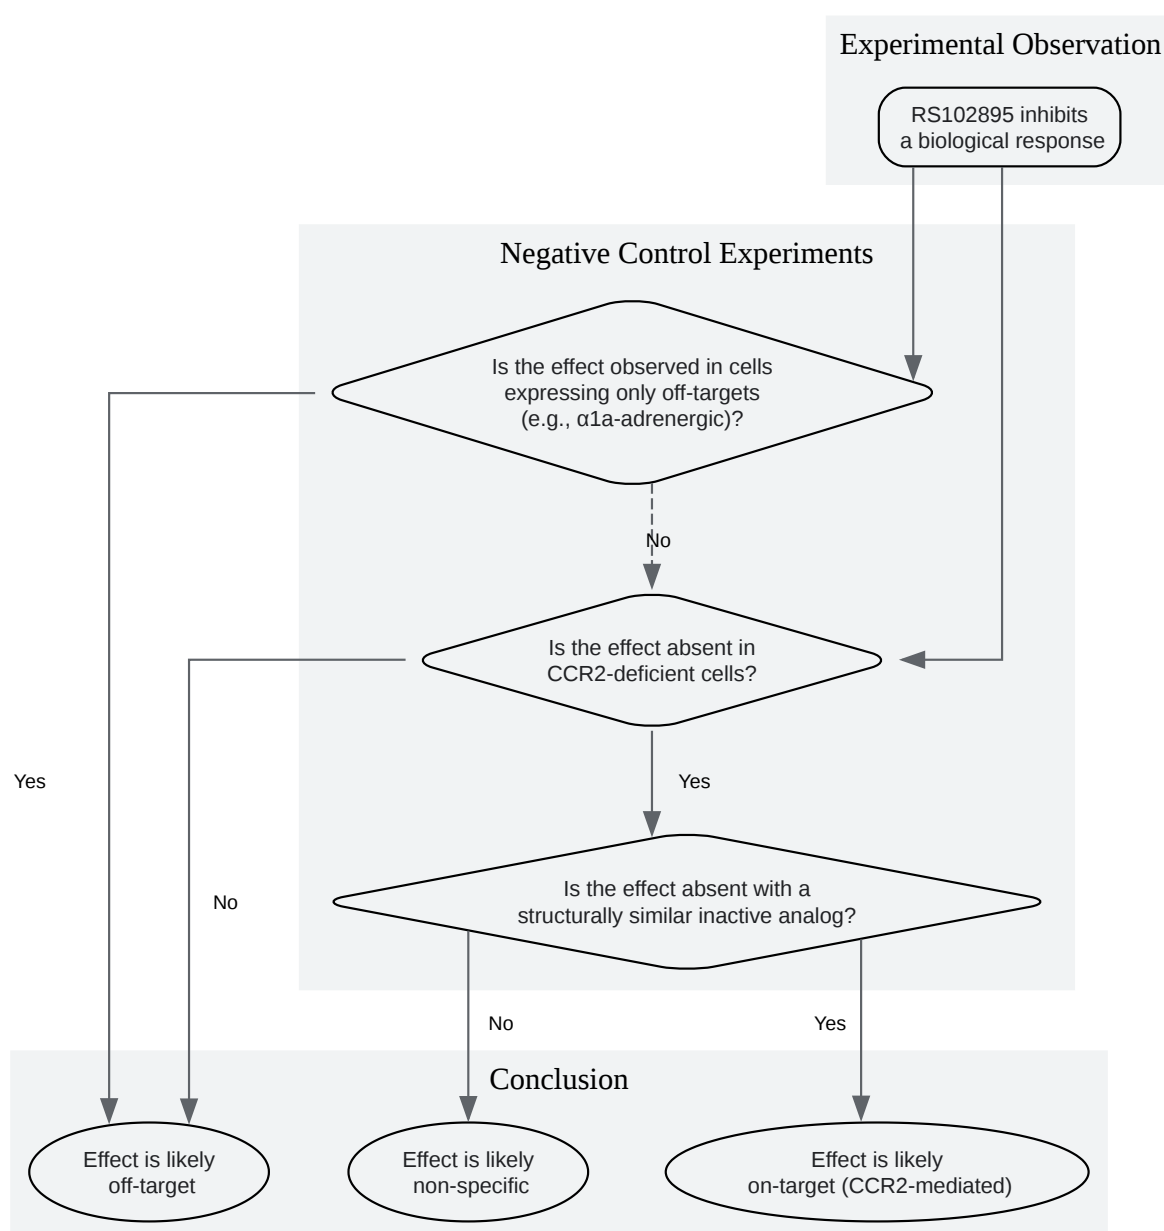 Experimental Observation
RS102895 inhibits
a biological response
Negative Control Experiments
Is the effect observed in cells
expressing only off-targets
(e.g., α1a-adrenergic)?
No
Is the effect absent in
CCR2-deficient cells?
Yes
Yes
Is the effect absent with a
structurally similar inactive analog?
No
No
Yes
Conclusion
Effect is likely
off-target
Effect is likely
non-specific
Effect is likely
on-target (CCR2-mediated)